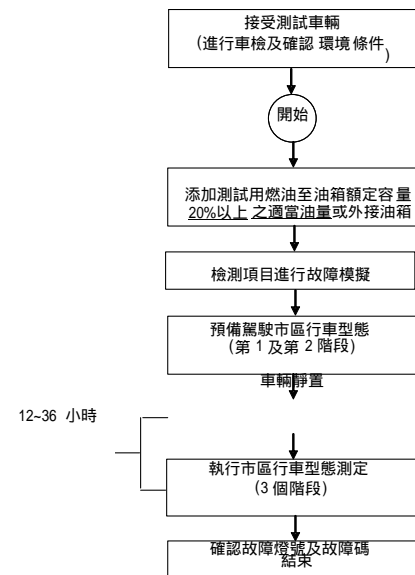 接受測試車輛
(進行車檢及確認 環境條件)
開始
添加測試用燃油至油箱額定容量
20%以上 之適當油量或外接油箱
檢測項目進行故障模擬
預備駕駛市區行車型態
(第 1 及第 2 階段)
車輛靜置
12~36 小時
執行市區行車型態測定
(3 個階段)
確認故障燈號及故障碼
結束